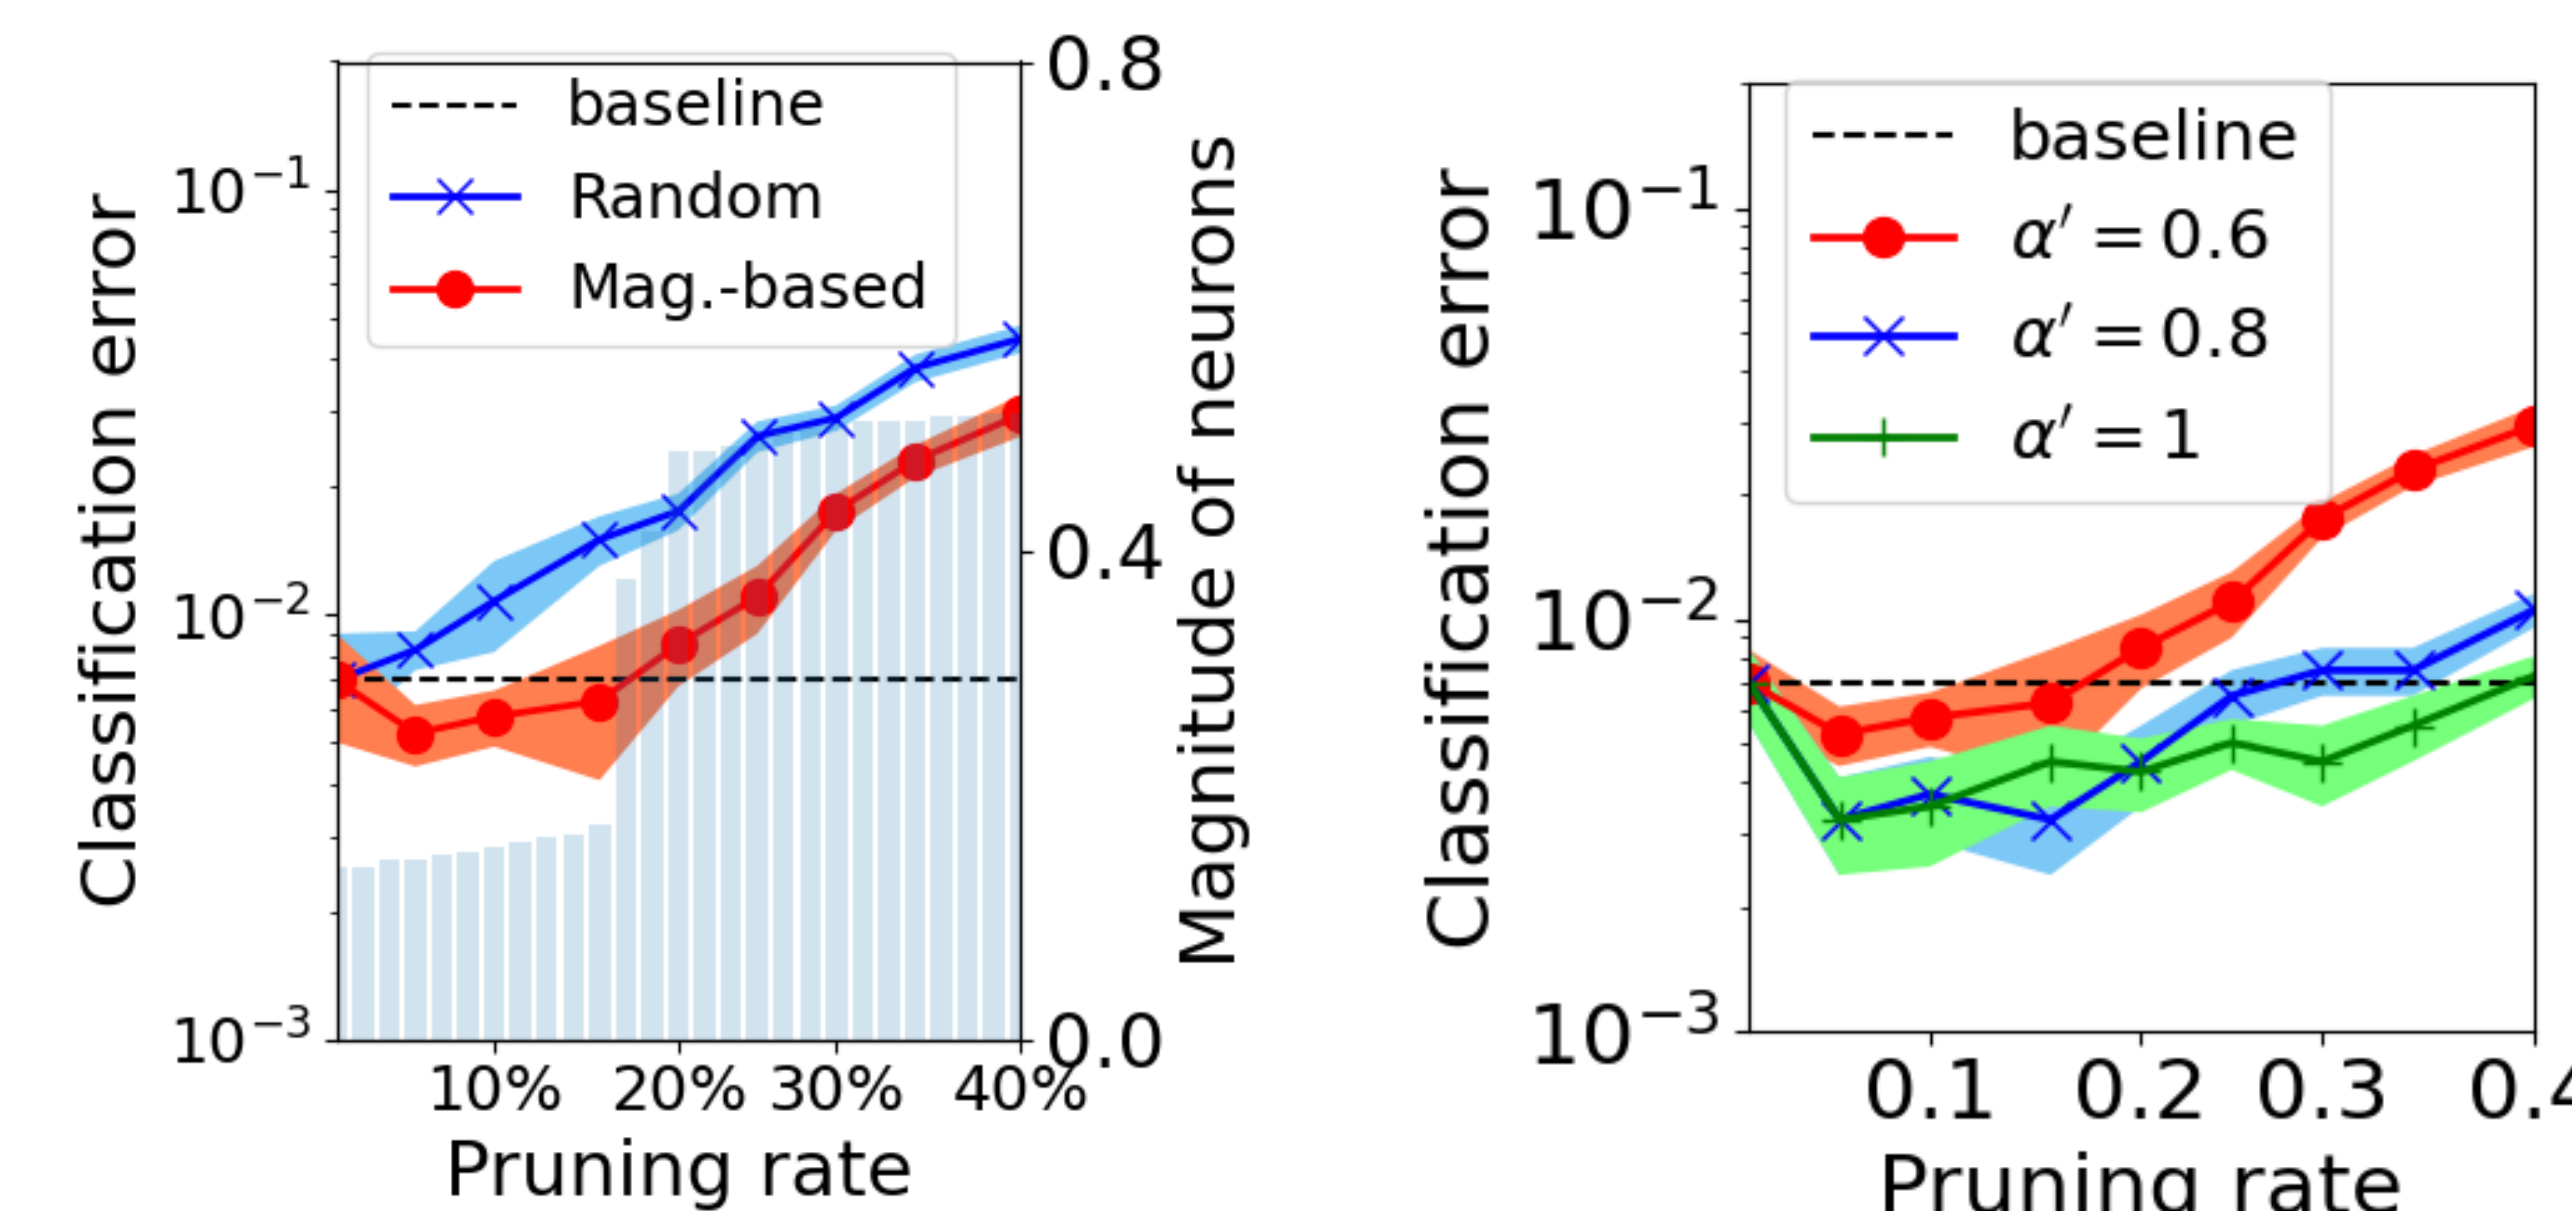 baseline
Random
Mag.-based
Classification error
10⁻¹
10⁻²
10⁻³
0.8
0.4
0.0
Magnitude of neurons
10% 20% 30% 40%
Pruning rate
baseline
α′ = 0.6
α′ = 0.8
α′ = 1
Classification error
10⁻¹
10⁻²
10⁻³
0.1 0.2 0.3 0.4
Pruning rate